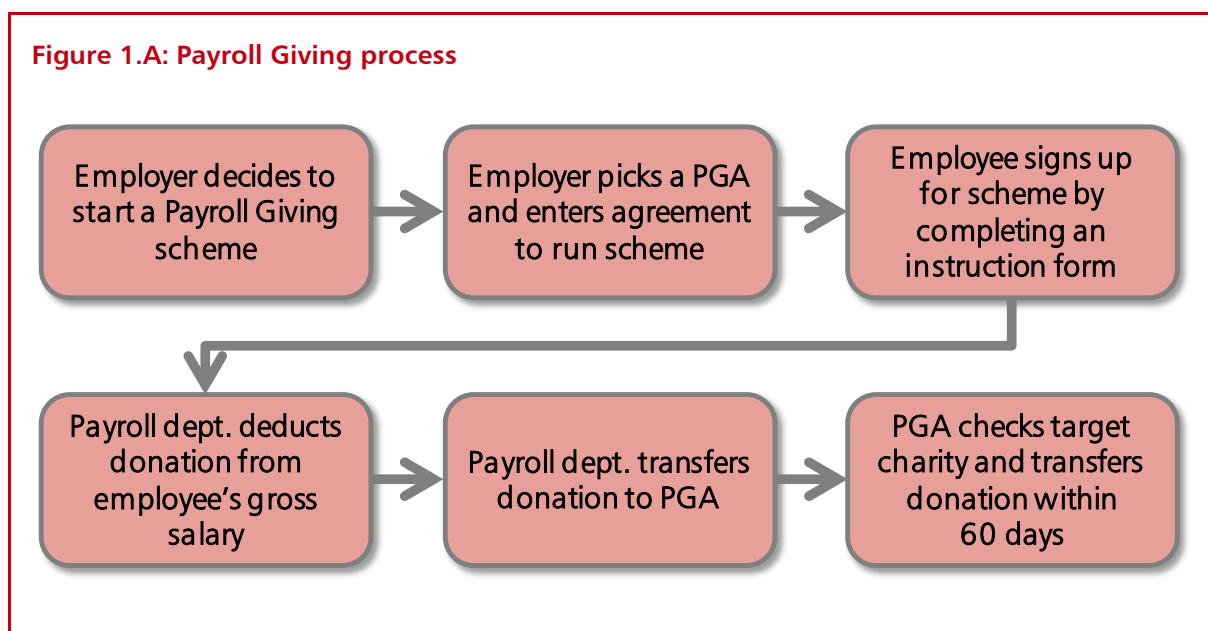 Figure 1.A: Payroll Giving process
Employer decides to
start a Payroll Giving
scheme
Employer picks a PGA
and enters agreement
to run scheme
Employee signs up
for scheme by
completing an
instruction form
Payroll dept. deducts
donation from
employee's gross
salary
Payroll dept. transfers
donation to PGA
PGA checks target
charity and transfers
donation within
60 days